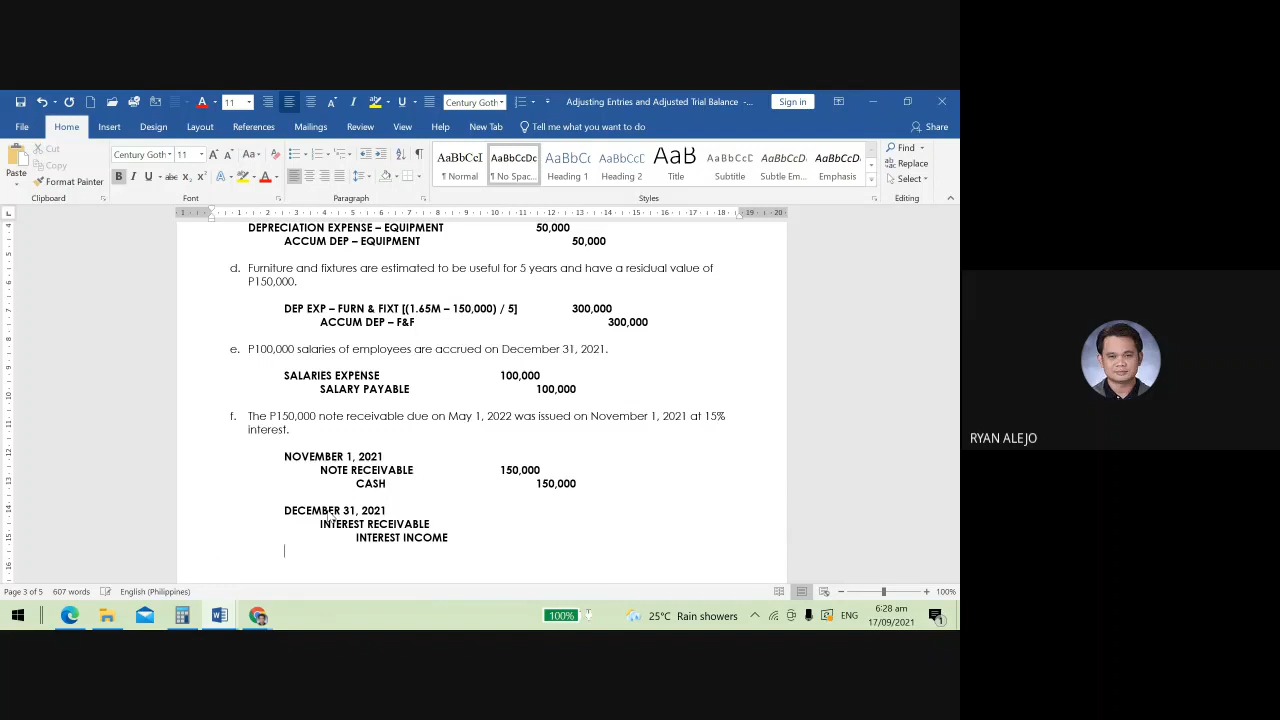 11
Century Goth
Adjusting Entries and Adjusted Trial Balance -...
Sign in
File
Home
Insert
Design
Layout
References
Mailings
Review
View
Help
New Tab
Tell me what you want to do
Share
Paste
Cut
Copy
Format Painter
Clipboard
Century Goth
11
Font
Paragraph
AaBbCcI
¶ Normal
AaBbCcDc
¶ No Spac...
AaBbCc
Heading 1
AaBbCcD
Heading 2
AaB
Title
AaBbCcD
Subtitle
AaBbCcD
Subtle Em...
AaBbCcD
Emphasis
Styles
Find
Replace
Select
Editing
DEPRECIATION EXPENSE – EQUIPMENT 50,000
ACCUM DEP – EQUIPMENT 50,000
d. Furniture and fixtures are estimated to be useful for 5 years and have a residual value of
P150,000.
DEP EXP – FURN & FIXT [(1.65M – 150,000) / 5] 300,000
ACCUM DEP – F&F 300,000
e. P100,000 salaries of employees are accrued on December 31, 2021.
SALARIES EXPENSE 100,000
SALARY PAYABLE 100,000
f. The P150,000 note receivable due on May 1, 2022 was issued on November 1, 2021 at 15%
interest.
NOVEMBER 1, 2021
NOTE RECEIVABLE 150,000
CASH 150,000
DECEMBER 31, 2021
INTEREST RECEIVABLE
INTEREST INCOME
RYAN ALEJO
Page 3 of 5
607 words
English (Philippines)
100%
100%
25°C Rain showers
ENG
6:28 am
17/09/2021